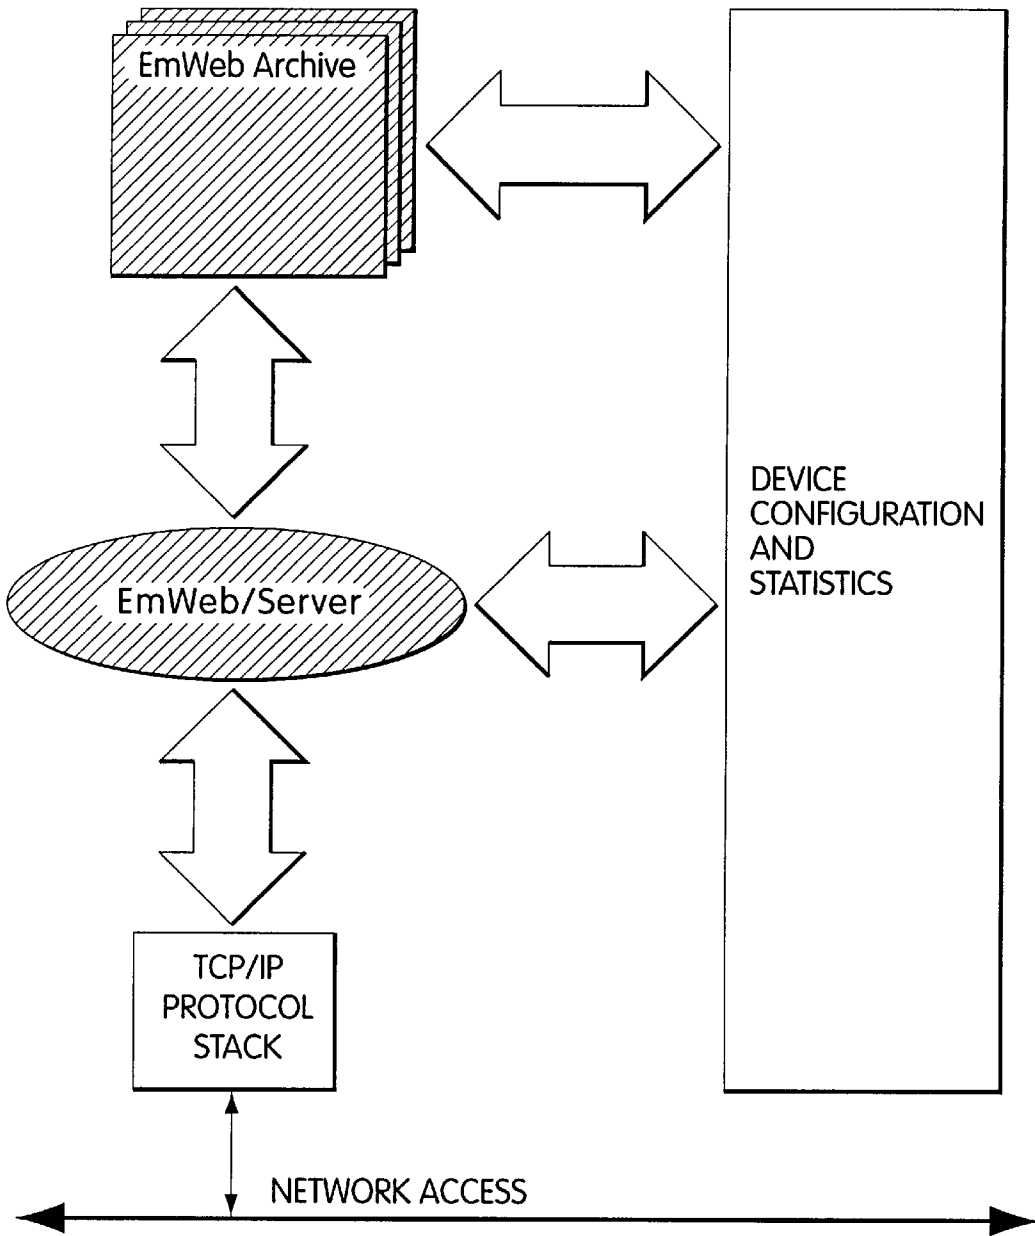 EmWeb Archive
DEVICE
CONFIGURATION
AND
STATISTICS
EmWeb/Server
TCP/IP
PROTOCOL
STACK
NETWORK ACCESS